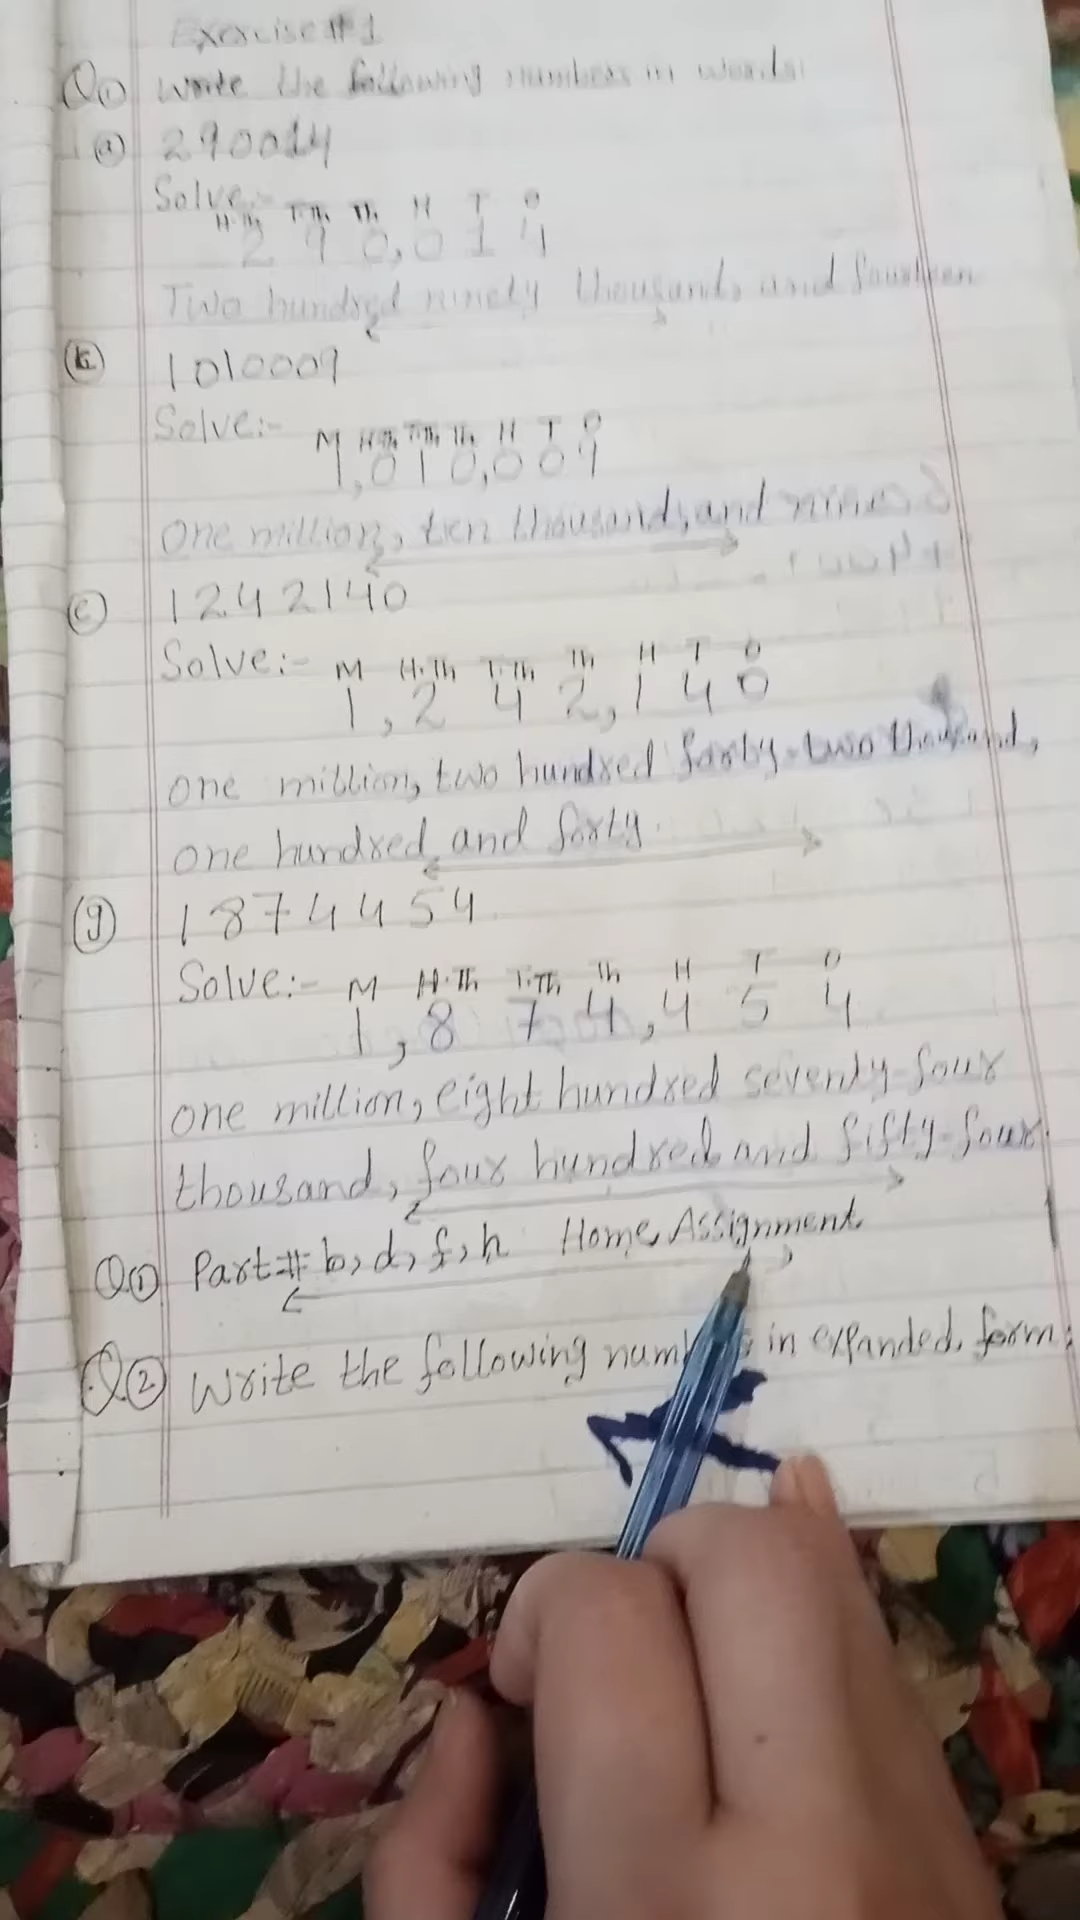 Exercise #1
Q① Write the following numbers in words:
ⓐ 290014
Solve:-
H.Th T.Th Th H T O
2 9 0,0 1 4
Two hundred ninety thousand, and fourteen
1010009
Solve:-
M H.Th T.Th Th H T O
1,0 1 0,0 0 9
One million, ten thousand, and nine
ⓒ 1242140
Solve:- M H.Th T.Th Th H T O
1,2 4 2,1 4 0
One million, two hundred forty-two thousand,
one hundred and forty.
ⓖ 1874454
Solve:- M H.Th T.Th Th H T O
1,8 7 4,4 5 4
one million, eight hundred seventy-four
thousand, four hundred and fifty-four
Q① Part# b, d, f, h Home Assignment
Q.② Write the following in expanded form: